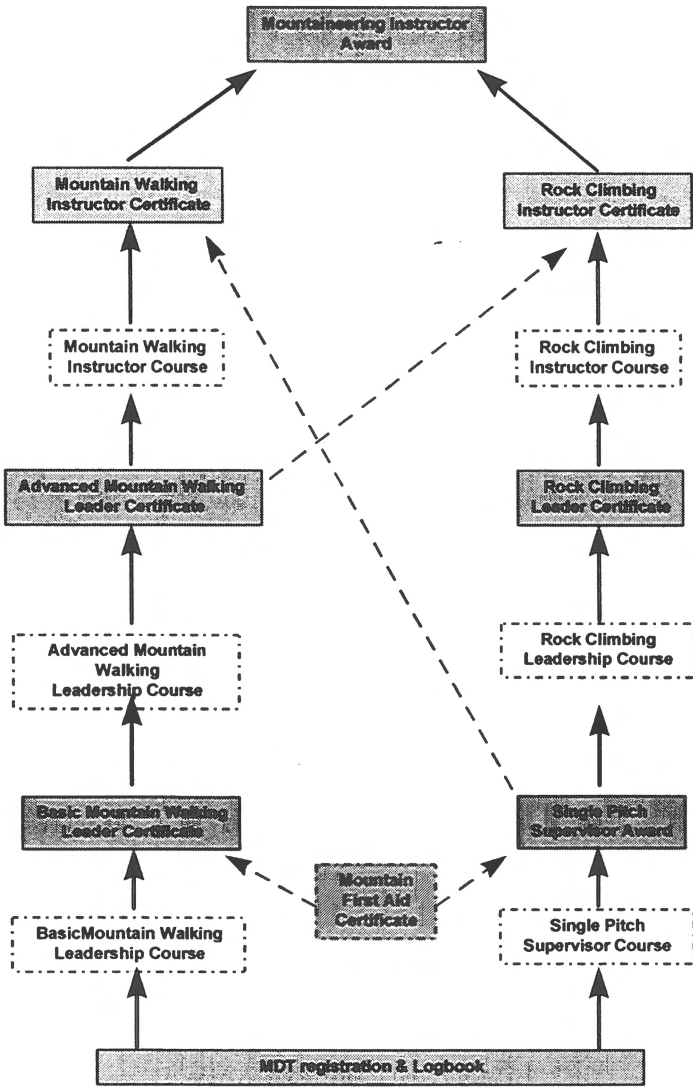 Mountaineering Instructor
Award
Mountain Walking
Instructor Certificate
Rock Climbing
Instructor Certificate
Mountain Walking
Instructor Course
Rock Climbing
Instructor Course
Advanced Mountain Walking
Leader Certificate
Rock Climbing
Leader Certificate
Advanced Mountain
Walking
Leadership Course
Rock Climbing
Leadership Course
Basic Mountain Walking
Leader Certificate
Single Pitch
Supervisor Award
Mountain
First Aid
Certificate
BasicMountain Walking
Leadership Course
Single Pitch
Supervisor Course
MDT registration & Logbook